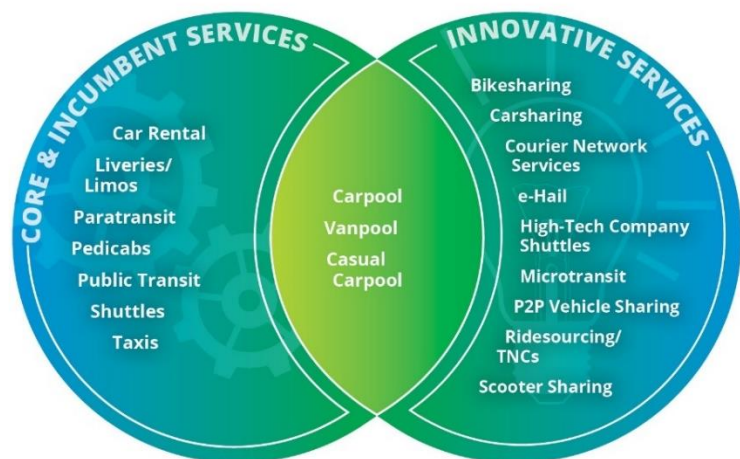 CORE & INCUMBENT SERVICES
Car Rental
Liveries/
Limos
Paratransit
Pedicabs
Public Transit
Shuttles
Taxis
Carpool
Vanpool
Casual
Carpool
INNOVATIVE SERVICES
Bikesharing
Carsharing
Courier Network
Services
e-Hail
High-Tech Company
Shuttles
Microtransit
P2P Vehicle Sharing
Ridesourcing/
TNCs
Scooter Sharing